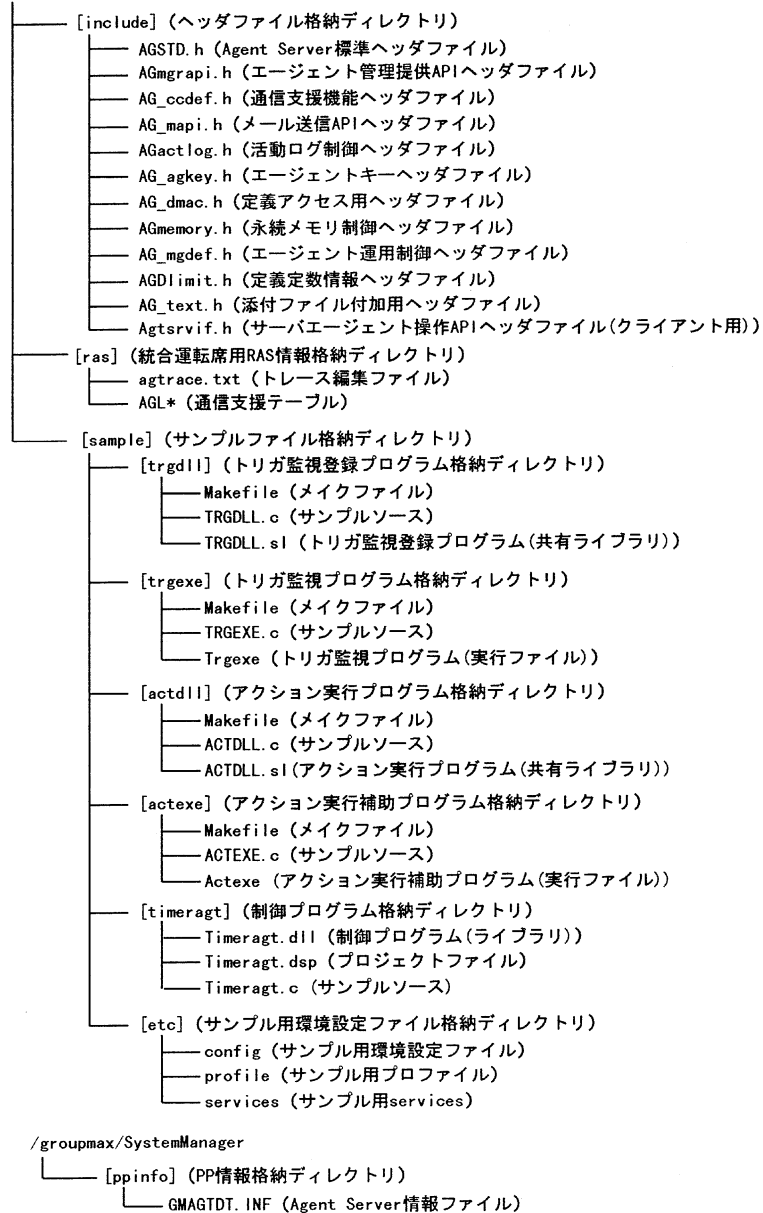 [include] (ヘッダファイル格納ディレクトリ)
AGSTD.h (Agent Server標準ヘッダファイル)
AGmgrapi.h (エージェント管理提供APIヘッダファイル)
AG_ccdef.h (通信支援機能ヘッダファイル)
AG_mapi.h (メール送信APIヘッダファイル)
AGactlog.h (活動ログ制御ヘッダファイル)
AG_agkey.h (エージェントキーヘッダファイル)
AG_dmac.h (定義アクセス用ヘッダファイル)
AGmemory.h (永続メモリ制御ヘッダファイル)
AG_mgdef.h (エージェント運用制御ヘッダファイル)
AGDlimit.h (定義定数情報ヘッダファイル)
AG_text.h (添付ファイル付加用ヘッダファイル)
Agtsrvif.h (サーバエージェント操作APIヘッダファイル(クライアント用))
[ras] (統合運転席用RAS情報格納ディレクトリ)
agtrace.txt (トレース編集ファイル)
AGL* (通信支援テーブル)
[sample] (サンプルファイル格納ディレクトリ)
[trgdll] (トリガ監視登録プログラム格納ディレクトリ)
Makefile (メイクファイル)
TRGDLL.c (サンプルソース)
TRGDLL.sl (トリガ監視登録プログラム(共有ライブラリ))
[trgexe] (トリガ監視プログラム格納ディレクトリ)
Makefile (メイクファイル)
TRGEXE.c (サンプルソース)
Trgexe (トリガ監視プログラム(実行ファイル))
[actdll] (アクション実行プログラム格納ディレクトリ)
Makefile (メイクファイル)
ACTDLL.c (サンプルソース)
ACTDLL.sl(アクション実行プログラム(共有ライブラリ))
[actexe] (アクション実行補助プログラム格納ディレクトリ)
Makefile (メイクファイル)
ACTEXE.c (サンプルソース)
Actexe (アクション実行補助プログラム(実行ファイル))
[timeragt] (制御プログラム格納ディレクトリ)
Timeragt.dll (制御プログラム(ライブラリ))
Timeragt.dsp (プロジェクトファイル)
Timeragt.c (サンプルソース)
[etc] (サンプル用環境設定ファイル格納ディレクトリ)
config (サンプル用環境設定ファイル)
profile (サンプル用プロファイル)
services (サンプル用services)
/groupmax/SystemManager
[ppinfo] (PP情報格納ディレクトリ)
GMAGTDT.INF (Agent Server情報ファイル)